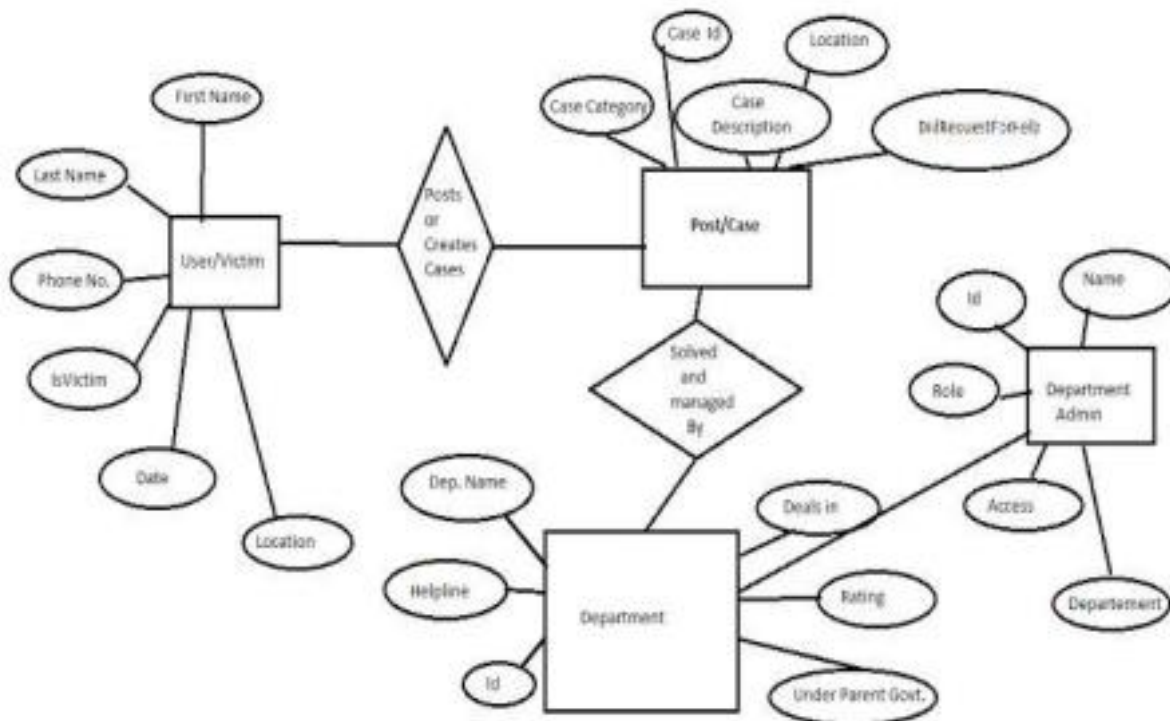 Case Id
Location
First Name
Case Category
Case
Description
Last Name
Posts
or
Creates
Cases
Post/Case
User/Victim
Phone No.
Id
Name
IsVictim
Solved
and
managed
By
Role
Department
Admin
Date
Dep. Name
Deals in
Access
Location
Helpline
Rating
Departement
Department
Id
Under Parent Govt.